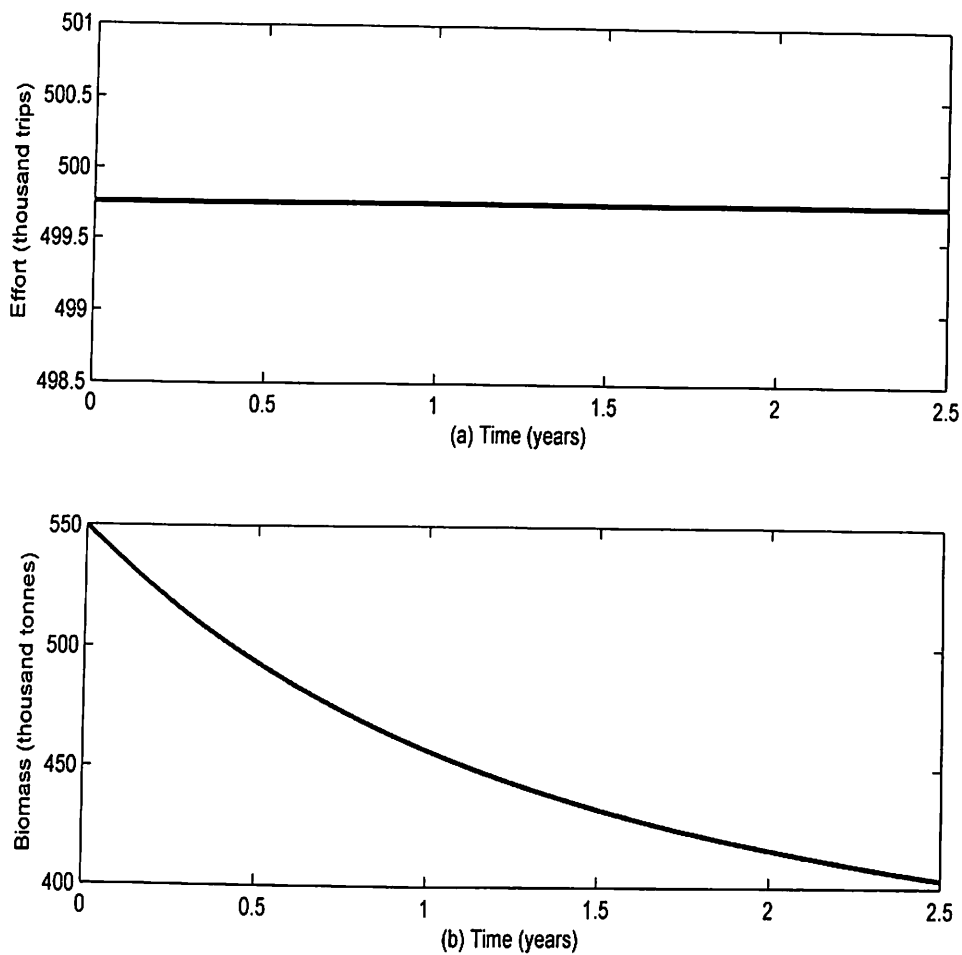 501
500.5
500
499.5
499
498.5
Effort (thousand trips)
0 0.5 1 1.5 2 2.5
(a) Time (years)
550
500
450
400
Biomass (thousand tonnes)
0 0.5 1 1.5 2 2.5
(b) Time (years)